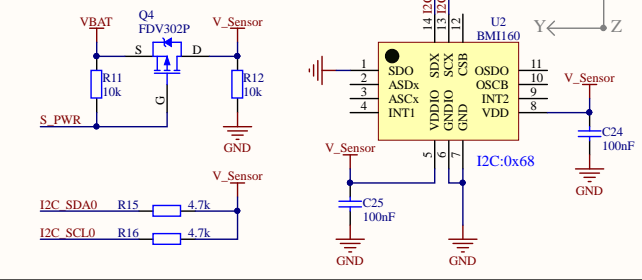 VBAT
Q4
FDV302P
V_Sensor
S
D
G
R11
10k
R12
10k
S_PWR
GND
V_Sensor
I2C_SDA0
R15
4.7k
I2C_SCL0
R16
4.7k
14
13
12
I2C
U2
BMI160
Y
Z
SDX
SCX
CSB
1
SDO
2
ASDx
3
ASCx
4
INT1
OSDO
11
OSCB
10
INT2
9
VDD
8
VDDIO
GNDIO
GND
5
6
7
I2C:0x68
V_Sensor
C24
100nF
GND
V_Sensor
C25
100nF
GND
GND